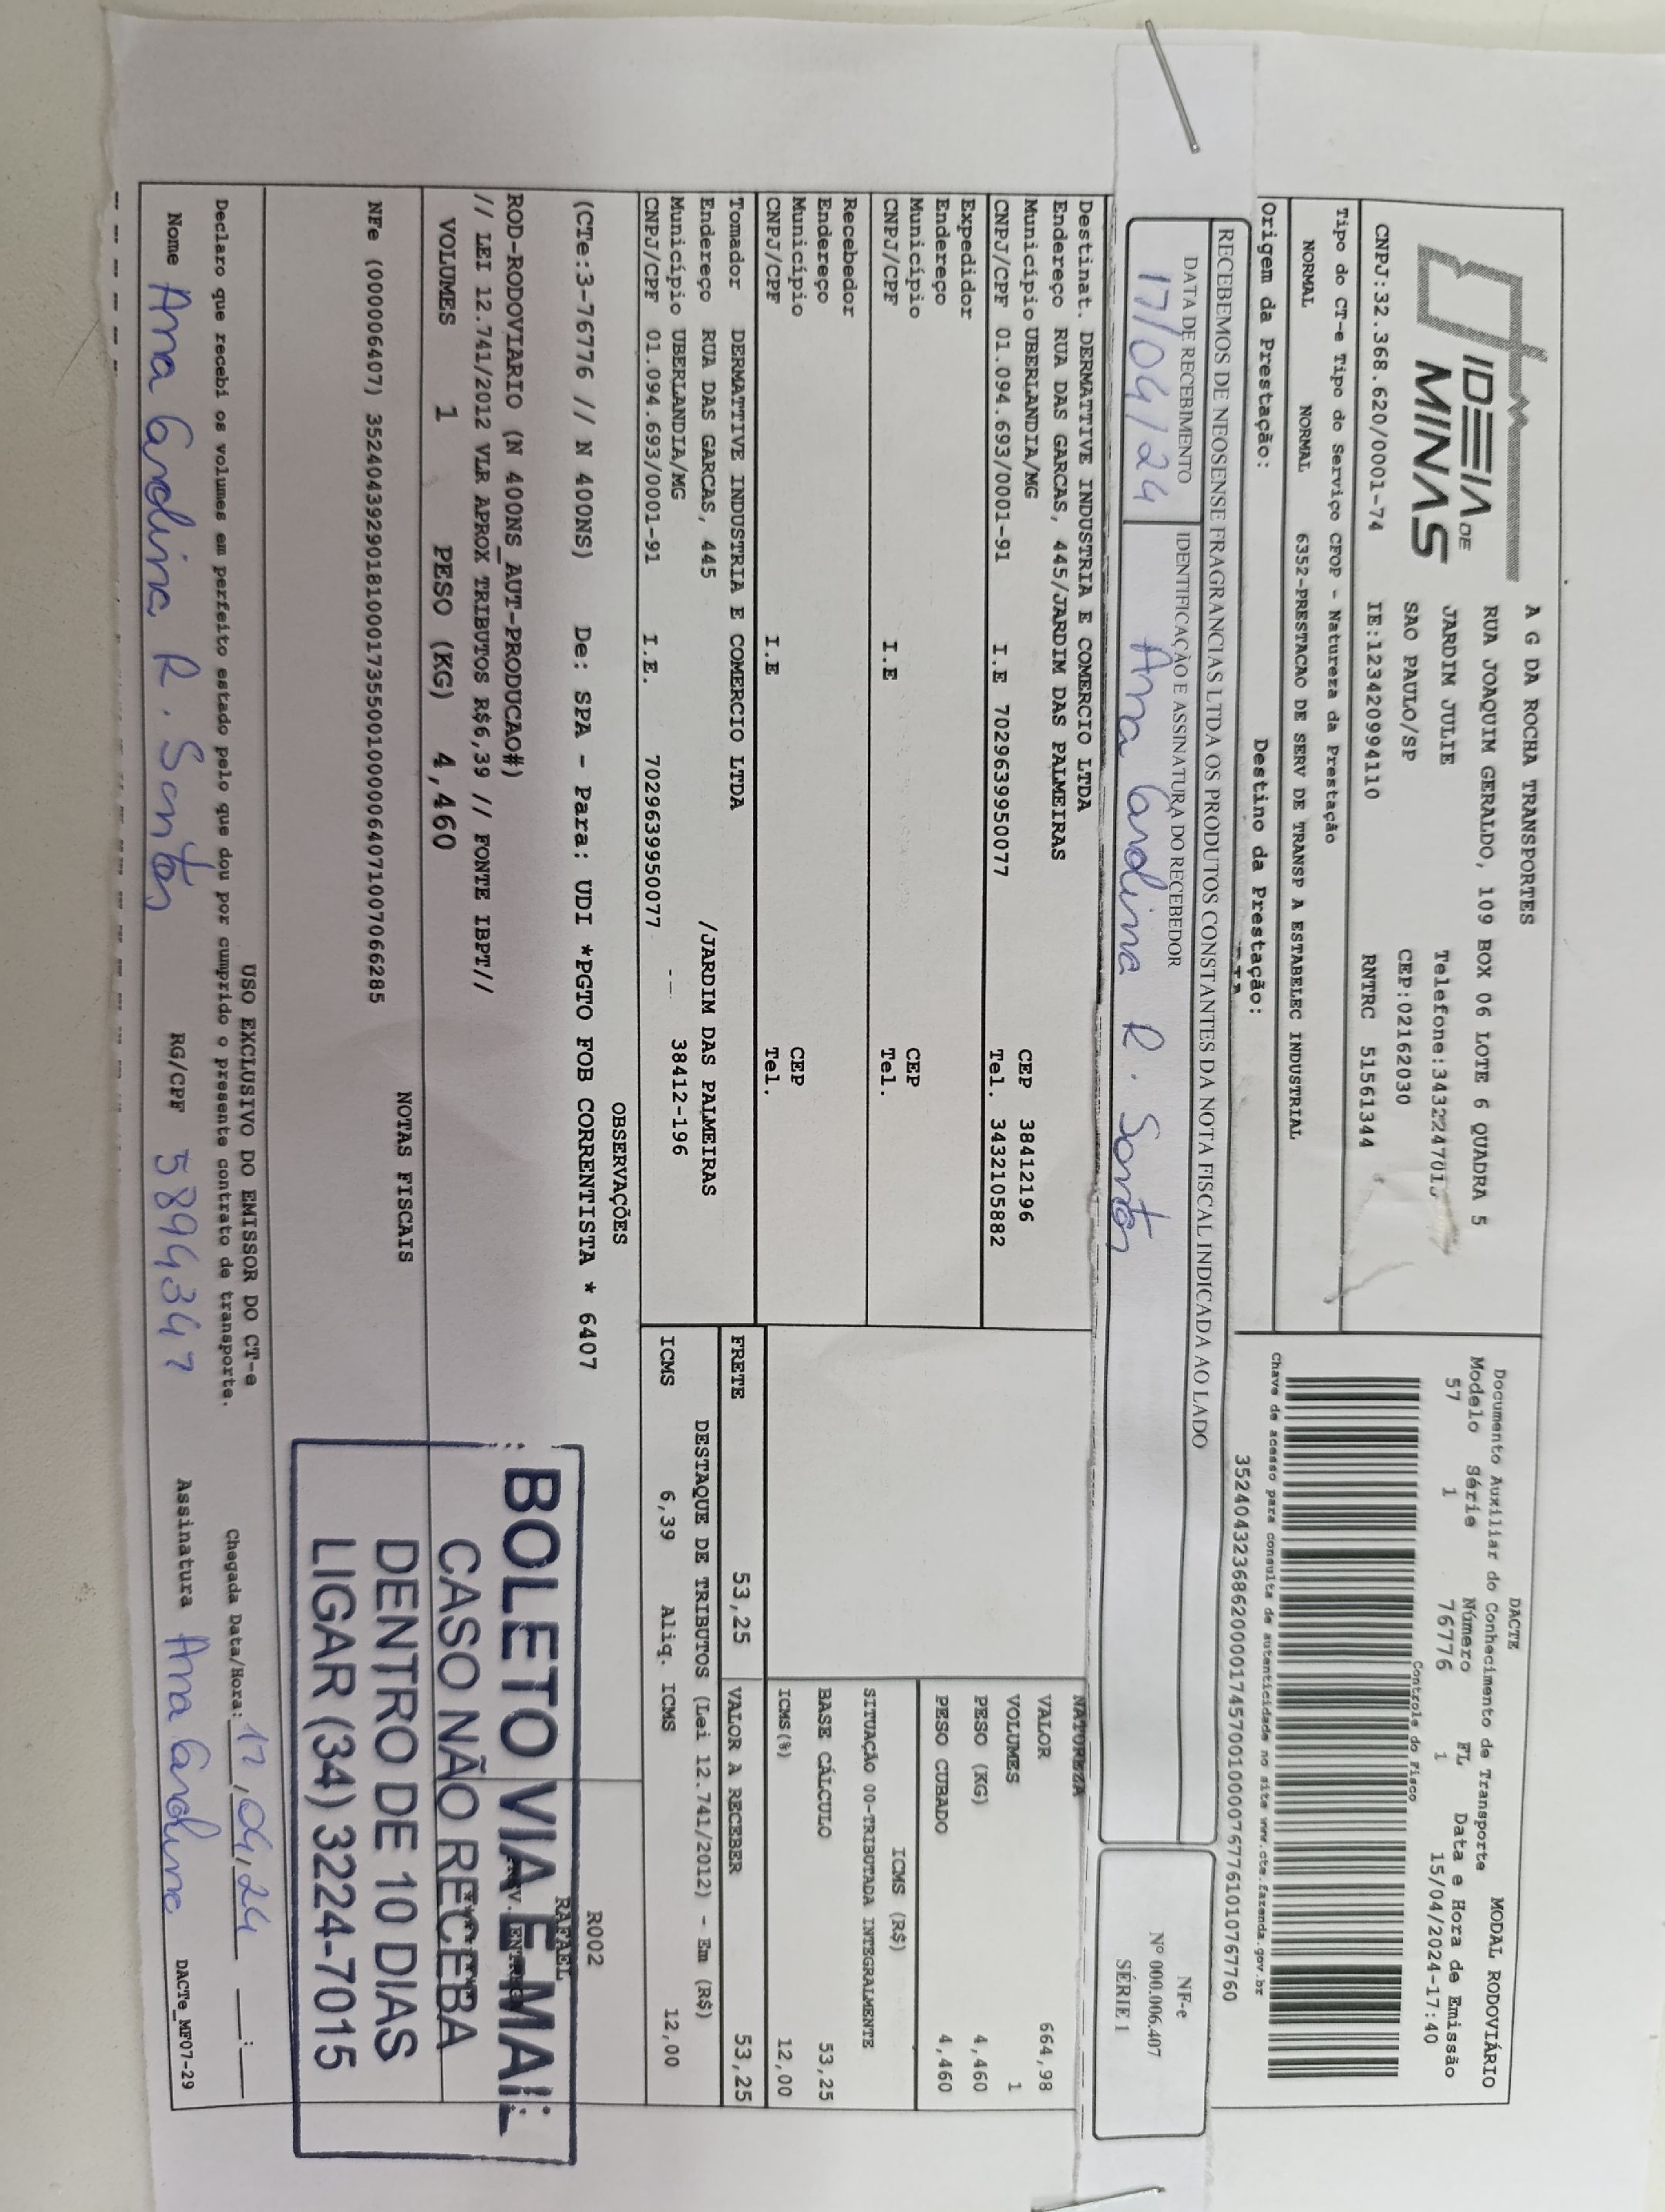 IDEIA DE
MINAS
A G DA ROCHA TRANSPORTES
RUA JOAQUIM GERALDO, 109 BOX 06 LOTE 6 QUADRA 5
JARDIM JULIE Telefone:343224701
SAO PAULO/SP CEP:02162030
CNPJ:32.368.620/0001-74 IE:123420994110 RNTRC 51561344
Tipo do CT-e Tipo do Serviço CFOP - Natureza da Prestação
NORMAL NORMAL 6352-PRESTACAO DE SERV DE TRANSP A ESTABELEC INDUSTRIAL
Origem da Prestação: Destino da Prestação:
DACTE MODAL RODOVIÁRIO
Documento Auxiliar do Conhecimento de Transporte
Modelo Série Número FL Data e Hora de Emissão
57 1 76776 1 15/04/2024-17:40
Controle do Fisco
Chave de acesso para consulta de autenticidade no site www.cte.fazenda.gov.br
35240432368620000174570010000767761010767760
RECEBEMOS DE NEOSENSE FRAGRANCIAS LTDA OS PRODUTOS CONSTANTES DA NOTA FISCAL INDICADA AO LADO
DATA DE RECEBIMENTO IDENTIFICAÇÃO E ASSINATURA DO RECEBEDOR
17/04/24 Ana Carolina R. Santos
NF-e
Nº 000.006.407
SÉRIE 1
Destinat. DERMATTIVE INDUSTRIA E COMERCIO LTDA
Endereço RUA DAS GARCAS, 445/JARDIM DAS PALMEIRAS
Município UBERLANDIA/MG CEP 38412196
CNPJ/CPF 01.094.693/0001-91 I.E 7029639950077 Tel. 3432105882
Expedidor
Endereço
Município CEP
CNPJ/CPF I.E Tel.
Recebedor
Endereço
Município CEP
CNPJ/CPF I.E Tel.
NATUREZA
VALOR 664,98
VOLUMES 1
PESO (KG) 4,460
PESO CUBADO 4,460
ICMS (R$)
SITUAÇÃO 00-TRIBUTADA INTEGRALMENTE
BASE CÁLCULO 53,25
ICMS(%) 12,00
Tomador DERMATTIVE INDUSTRIA E COMERCIO LTDA
Endereço RUA DAS GARCAS, 445 /JARDIM DAS PALMEIRAS
Município UBERLANDIA/MG 38412-196
CNPJ/CPF 01.094.693/0001-91 I.E. 7029639950077 --
FRETE 53,25 VALOR A RECEBER 53,25
DESTAQUE DE TRIBUTOS (Lei 12.741/2012) - Em (R$)
ICMS 6,39 Aliq. ICMS 12,00
OBSERVAÇÕES
(CTe:3-76776 // N 400NS) De: SPA - Para: UDI *PGTO FOB CORRENTISTA * 6407
R002
RAFAEL
ROD-RODOVIARIO (N 400NS_AUT-PRODUCAO#)
// LEI 12.741/2012 VLR APROX TRIBUTOS R$6,39 // FONTE IBPT//
VOLUMES 1 PESO (KG) 4,460
NOTAS FISCAIS
NFe (000006407) 35240439290181000173550010000064071007066285
BOLETO VIA E MAIL
CASO NÃO RECEBA
DENTRO DE 10 DIAS
LIGAR (34) 3224-7015
USO EXCLUSIVO DO EMISSOR DO CT-e
Declaro que recebi os volumes em perfeito estado pelo que dou por cumprido o presente contrato de transporte. Chegada Data/Hora: 17/04/24 __:__
Nome Ana Carolina R. Santos RG/CPF 58994347 Assinatura Ana Caroline
DACTe_MF07-29